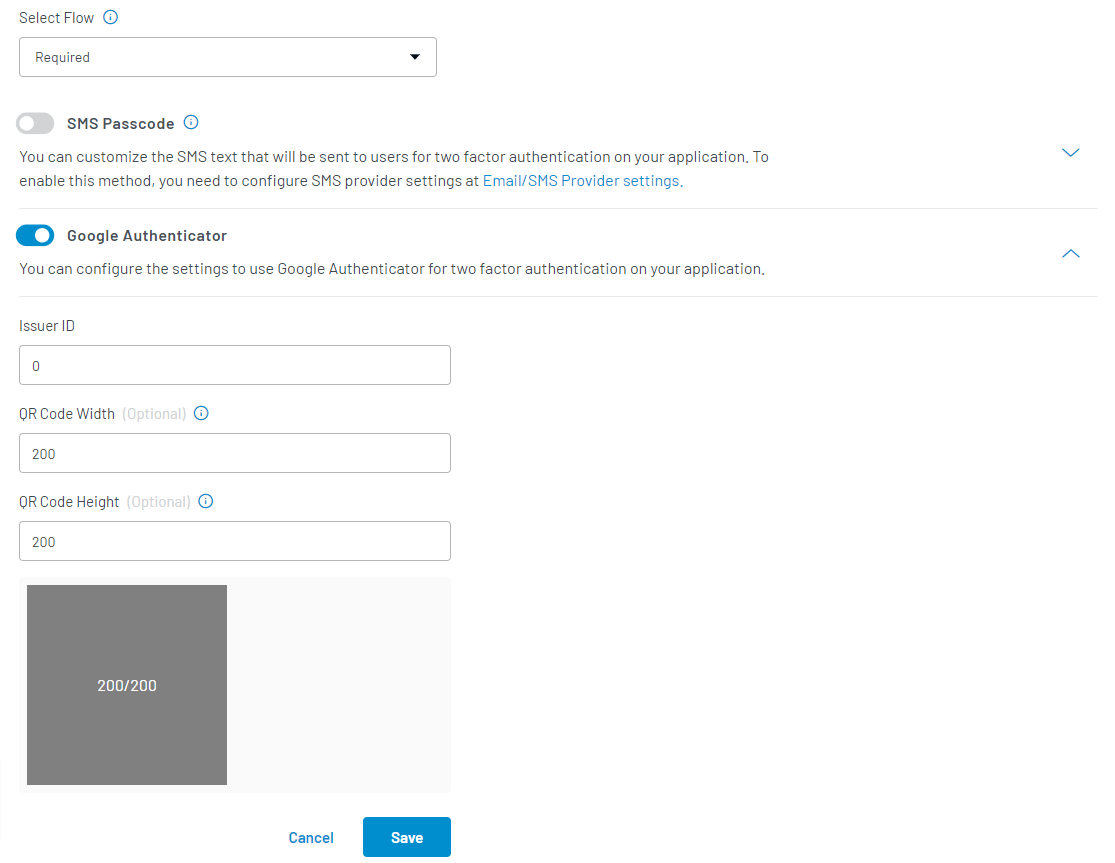 Select Flow
Required
SMS Passcode
You can customize the SMS text that will be sent to users for two factor authentication on your application. To
enable this method, you need to configure SMS provider settings at Email/SMS Provider settings.
Google Authenticator
You can configure the settings to use Google Authenticator for two factor authentication on your application.
Issuer ID
0
QR Code Width (Optional)
200
QR Code Height (Optional)
200
200/200
Cancel Save